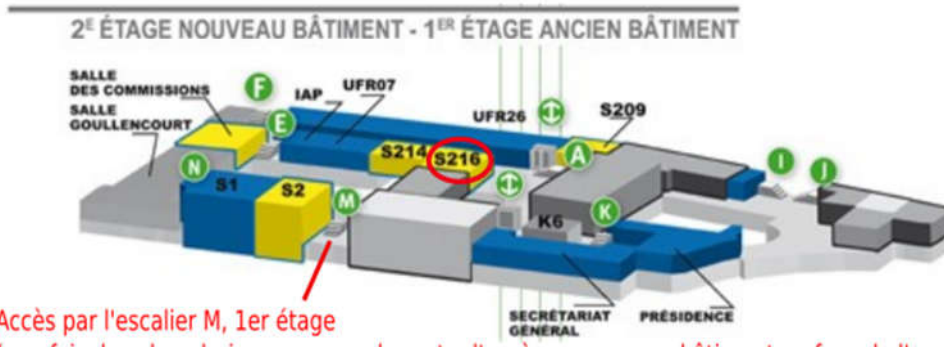 2E ÉTAGE NOUVEAU BÂTIMENT - 1ER ÉTAGE ANCIEN BÂTIMENT
SALLE
DES COMMISSIONS
SALLE
GOULLENCOURT
F
E
IAP
UFR07
UFR26
S209
S214
S216
A
N
S1
S2
M
K6
K
I
J
SECRÉTARIAT
GÉNÉRAL
PRÉSIDENCE
Accès par l'escalier M, 1er étage